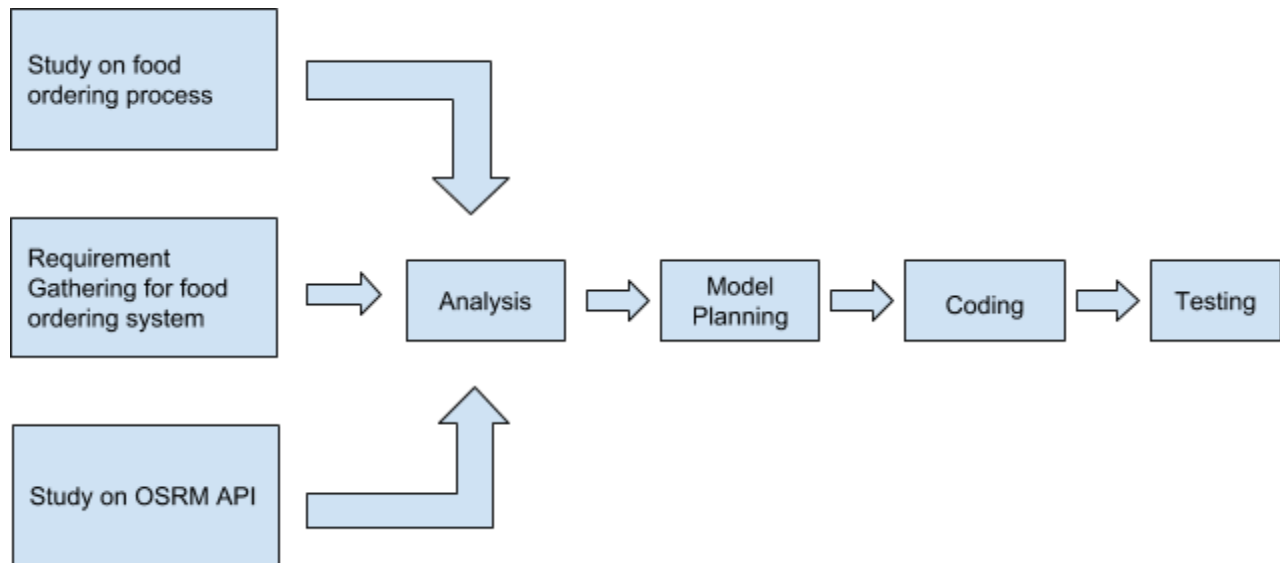 Study on food
ordering process
Requirement
Gathering for food
ordering system
Analysis
Model
Planning
Coding
Testing
Study on OSRM API